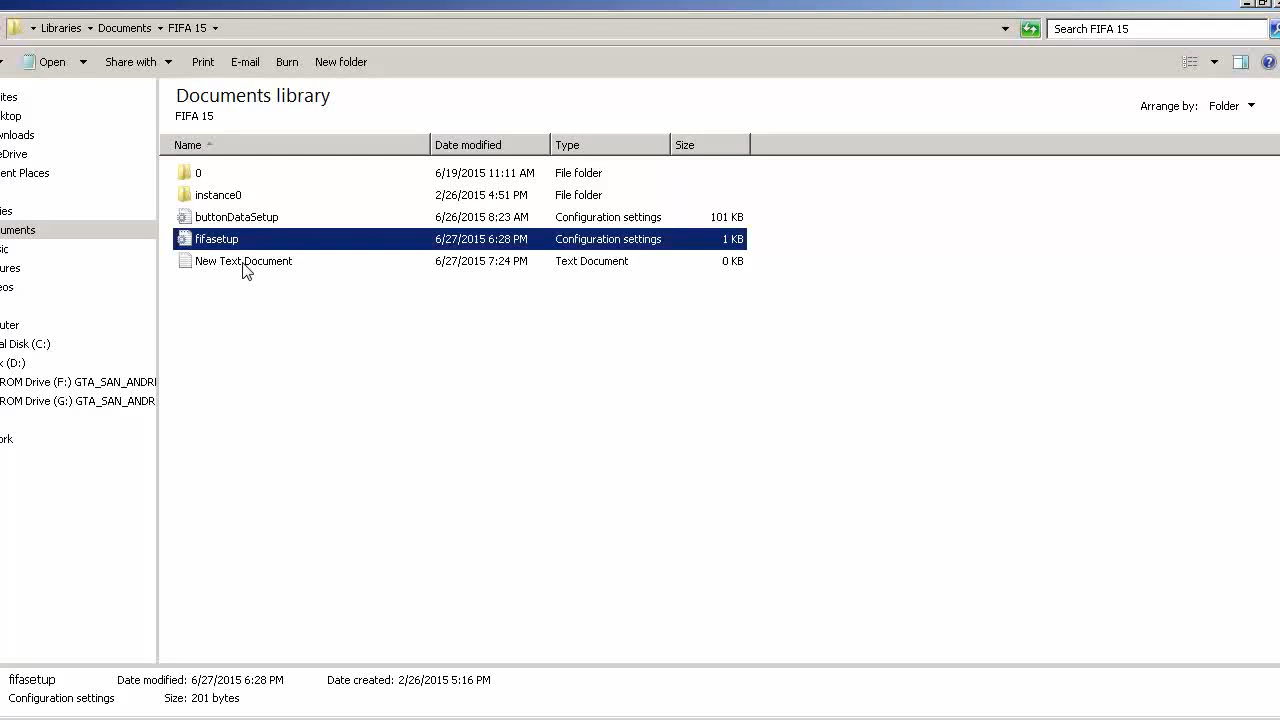 Libraries Documents FIFA 15
Search FIFA 15
Open Share with Print E-mail Burn New folder
Documents library
FIFA 15
Arrange by: Folder
Name Date modified Type Size
0 6/19/2015 11:11 AM File folder
instance0 2/26/2015 4:51 PM File folder
buttonDataSetup 6/26/2015 8:23 AM Configuration settings 101 KB
fifasetup 6/27/2015 6:28 PM Configuration settings 1 KB
New Text Document 6/27/2015 7:24 PM Text Document 0 KB
ites
ktop
wnloads
eDrive
ent Places
ies
uments
sic
ures
eos
uter
al Disk (C:)
k (D:)
ROM Drive (F:) GTA_SAN_ANDRI
ROM Drive (G:) GTA_SAN_ANDR
ork
fifasetup Date modified: 6/27/2015 6:28 PM Date created: 2/26/2015 5:16 PM
Configuration settings Size: 201 bytes